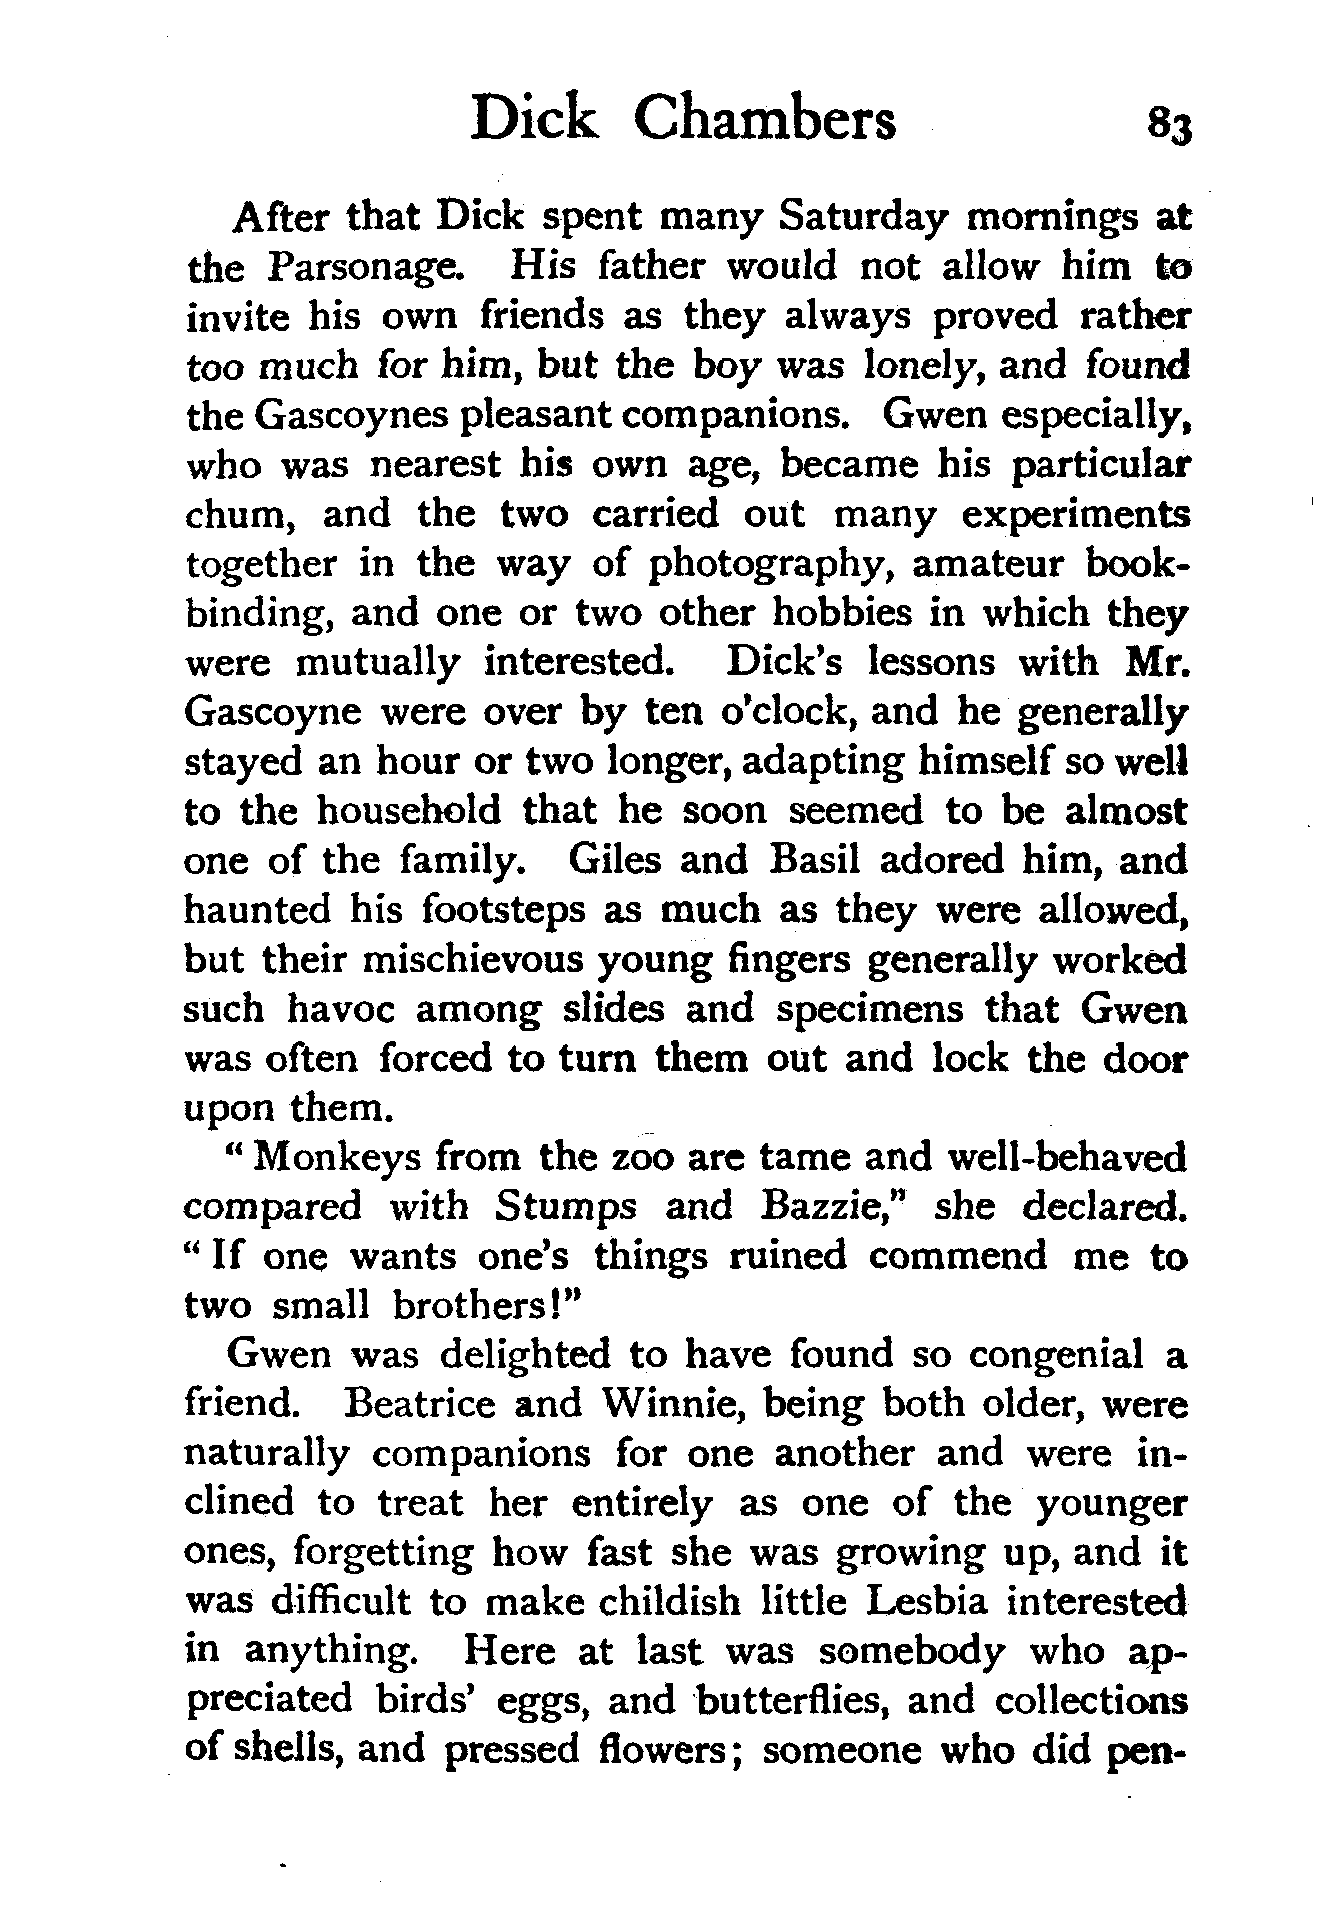 Dick Chambers 83
After that Dick spent many Saturday mornings at
the Parsonage. His father would not allow him to
invite his own friends as they always proved rather
too much for him, but the boy was lonely, and found
the Gascoynes pleasant companions. Gwen especially,
who was nearest his own age, became his particular
chum, and the two carried out many experiments
together in the way of photography, amateur book-
binding, and one or two other hobbies in which they
were mutually interested. Dick's lessons with Mr.
Gascoyne were over by ten o'clock, and he generally
stayed an hour or two longer, adapting himself so well
to the household that he soon seemed to be almost
one of the family. Giles and Basil adored him, and
haunted his footsteps as much as they were allowed,
but their mischievous young fingers generally worked
such havoc among slides and specimens that Gwen
was often forced to turn them out and lock the door
upon them.
“Monkeys from the zoo are tame and well-behaved
compared with Stumps and Bazzie,” she declared.
“If one wants one's things ruined commend me to
two small brothers!”
Gwen was delighted to have found so congenial a
friend. Beatrice and Winnie, being both older, were
naturally companions for one another and were in-
clined to treat her entirely as one of the younger
ones, forgetting how fast she was growing up, and it
was difficult to make childish little Lesbia interested
in anything. Here at last was somebody who ap-
preciated birds' eggs, and butterflies, and collections
of shells, and pressed flowers; someone who did pen-